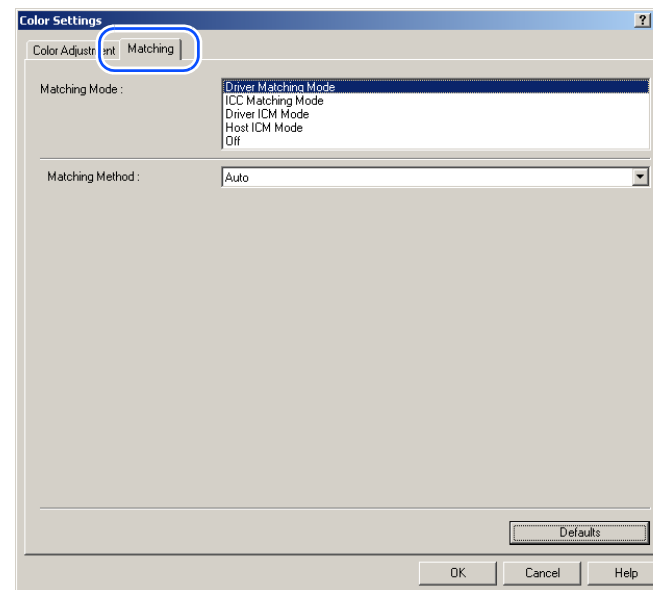 Color Settings
?
Color Adjustment Matching
Matching Mode :
Driver Matching Mode
ICC Matching Mode
Driver ICM Mode
Host ICM Mode
Off
Matching Method :
Auto
Defaults
OK Cancel Help